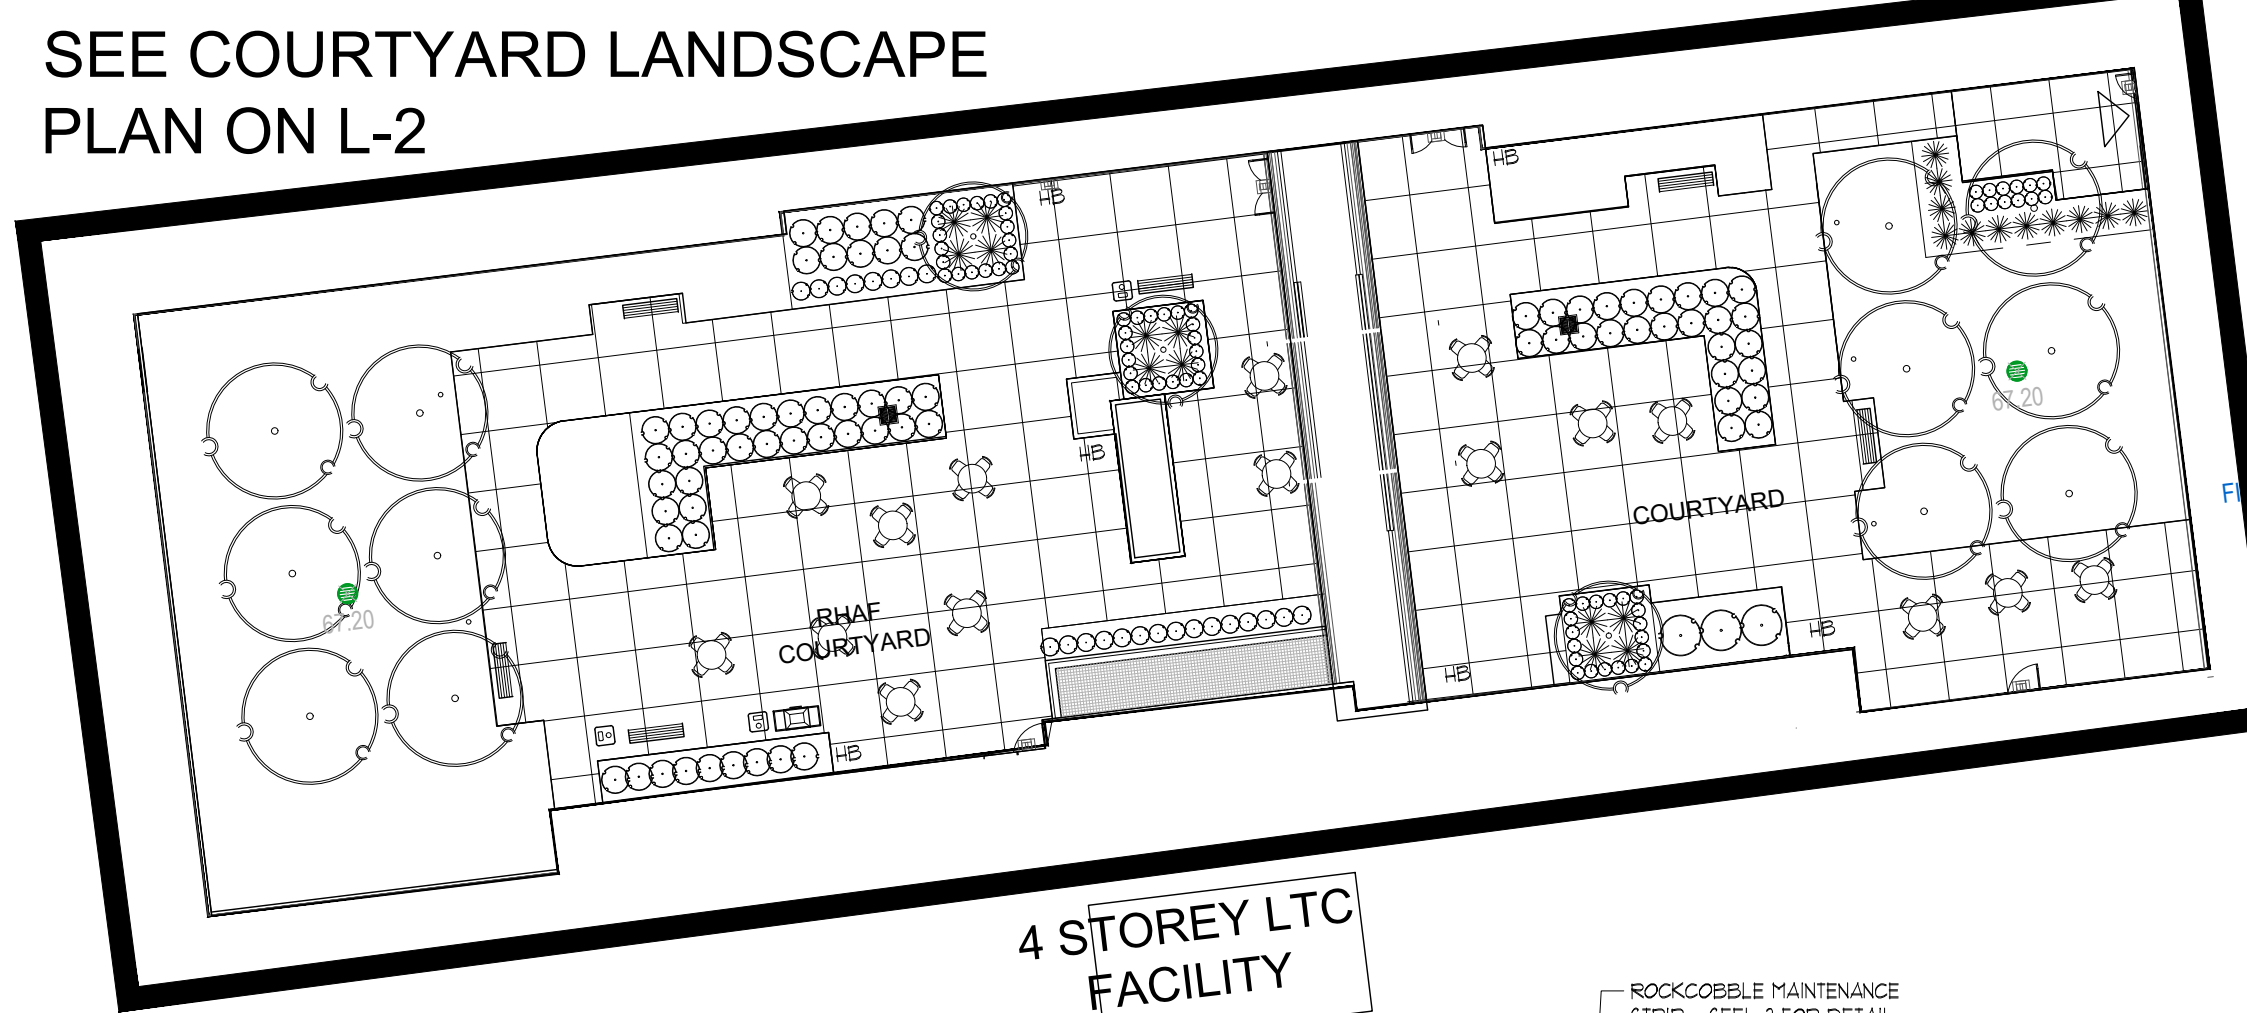 SEE COURTYARD LANDSCAPE
PLAN ON L-2
HB
HB
HB
67.20
COURTYARD
FI
RHAF
COURTYARD
67.20
HB
HB
HB
4 STOREY LTC
FACILITY
ROCKCOBBLE MAINTENANCE